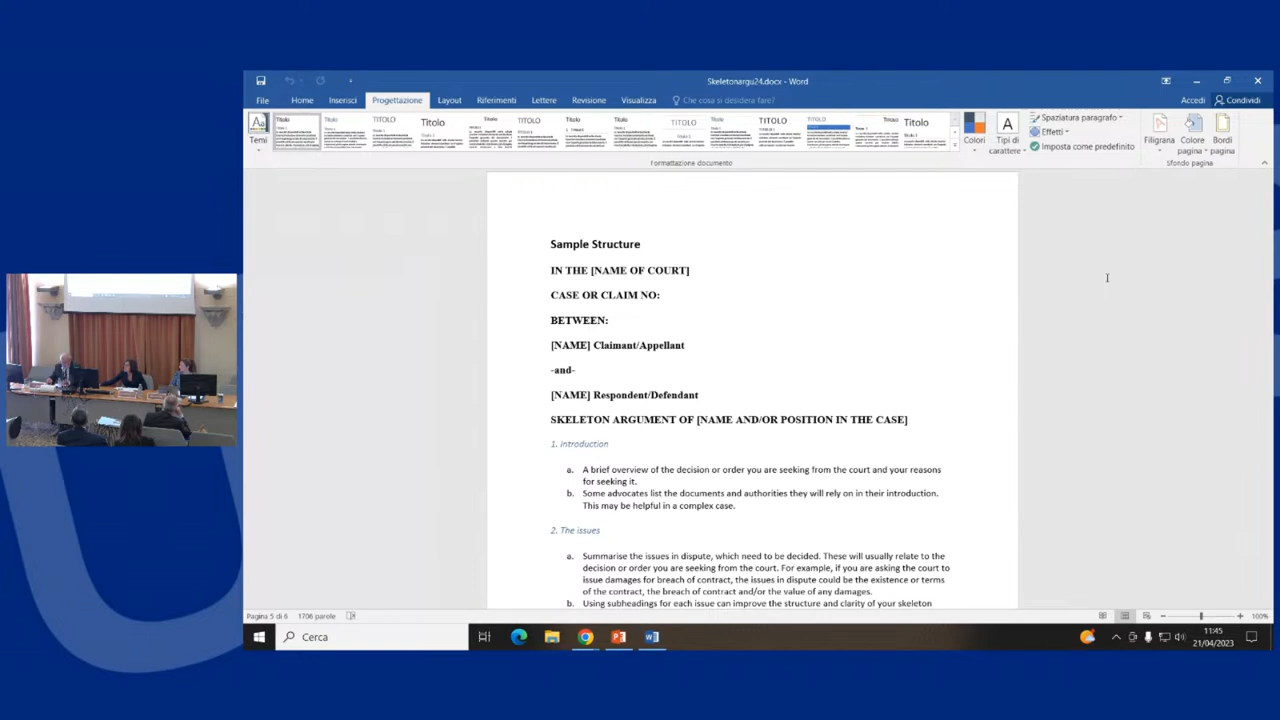 Skeletonargu24.docx - Word
File Home Inserisci Progettazione Layout Riferimenti Lettere Revisione Visualizza Che cosa si desidera fare? Accedi Condividi
Aa Titolo TITOLO Titolo TITOLO TITOLO Titolo A
Spaziatura paragrafo
Effetti
Imposta come predefinito
Temi Colori Tipi di carattere Filigrana Colore pagina Bordi pagina
Formattazione documento Sfondo pagina
Sample Structure
IN THE [NAME OF COURT]
CASE OR CLAIM NO:
BETWEEN:
[NAME] Claimant/Appellant
-and-
[NAME] Respondent/Defendant
SKELETON ARGUMENT OF [NAME AND/OR POSITION IN THE CASE]
1. Introduction
a. A brief overview of the decision or order you are seeking from the court and your reasons
for seeking it.
b. Some advocates list the documents and authorities they will rely on in their introduction.
This may be helpful in a complex case.
2. The issues
a. Summarise the issues in dispute, which need to be decided. These will usually relate to the
decision or order you are seeking from the court. For example, if you are asking the court to
issue damages for breach of contract, the issues in dispute could be the existence or terms
of the contract, the breach of contract and/or the value of any damages.
b. Using subheadings for each issue can improve the structure and clarity of your skeleton
Pagina 5 di 6 1706 parole 100%
Cerca
11:45
21/04/2023